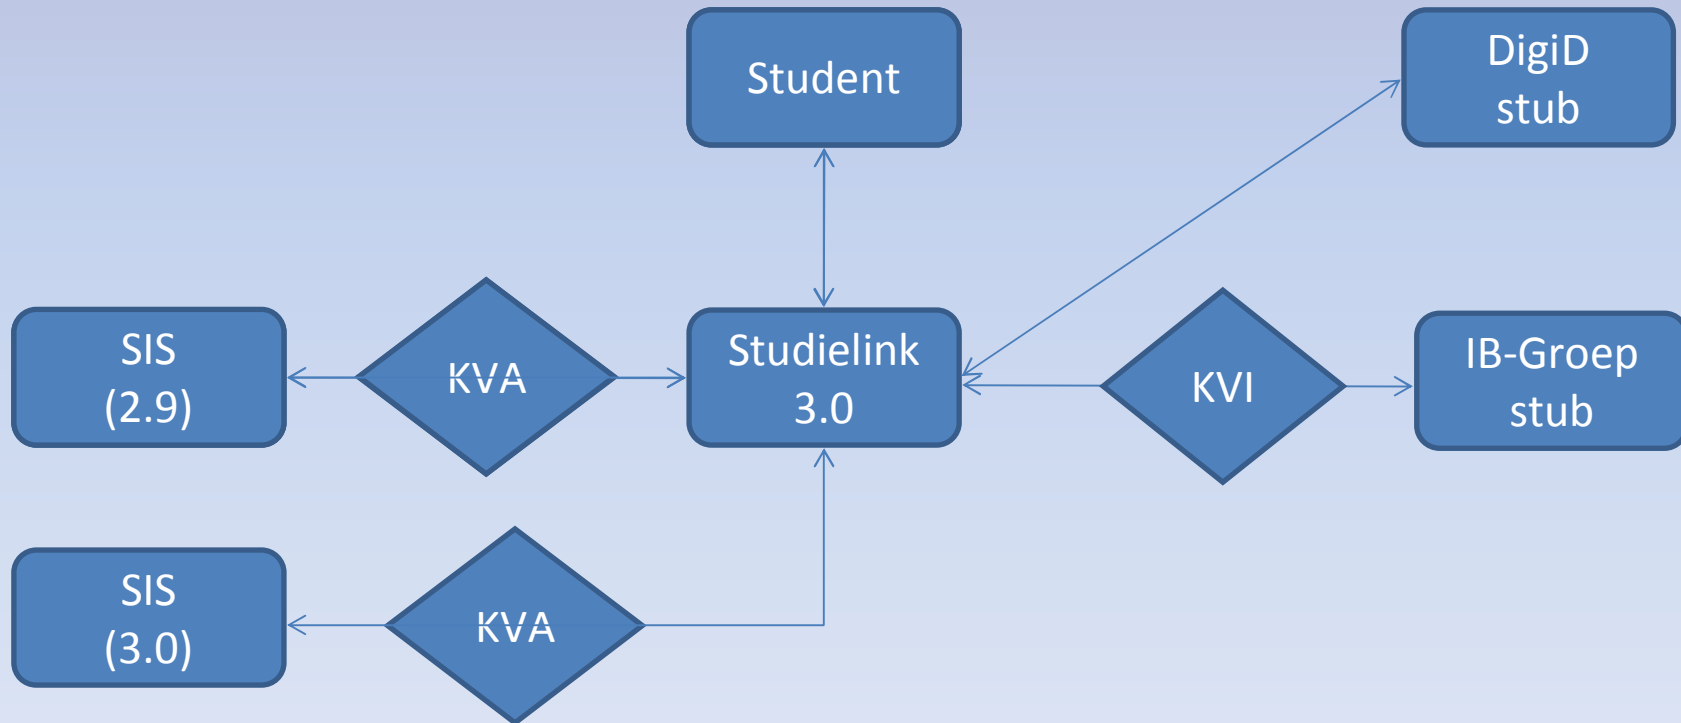 Student
DigiD
stub
SIS
(2.9)
KVA
Studielink
3.0
KVI
IB-Groep
stub
SIS
(3.0)
KVA